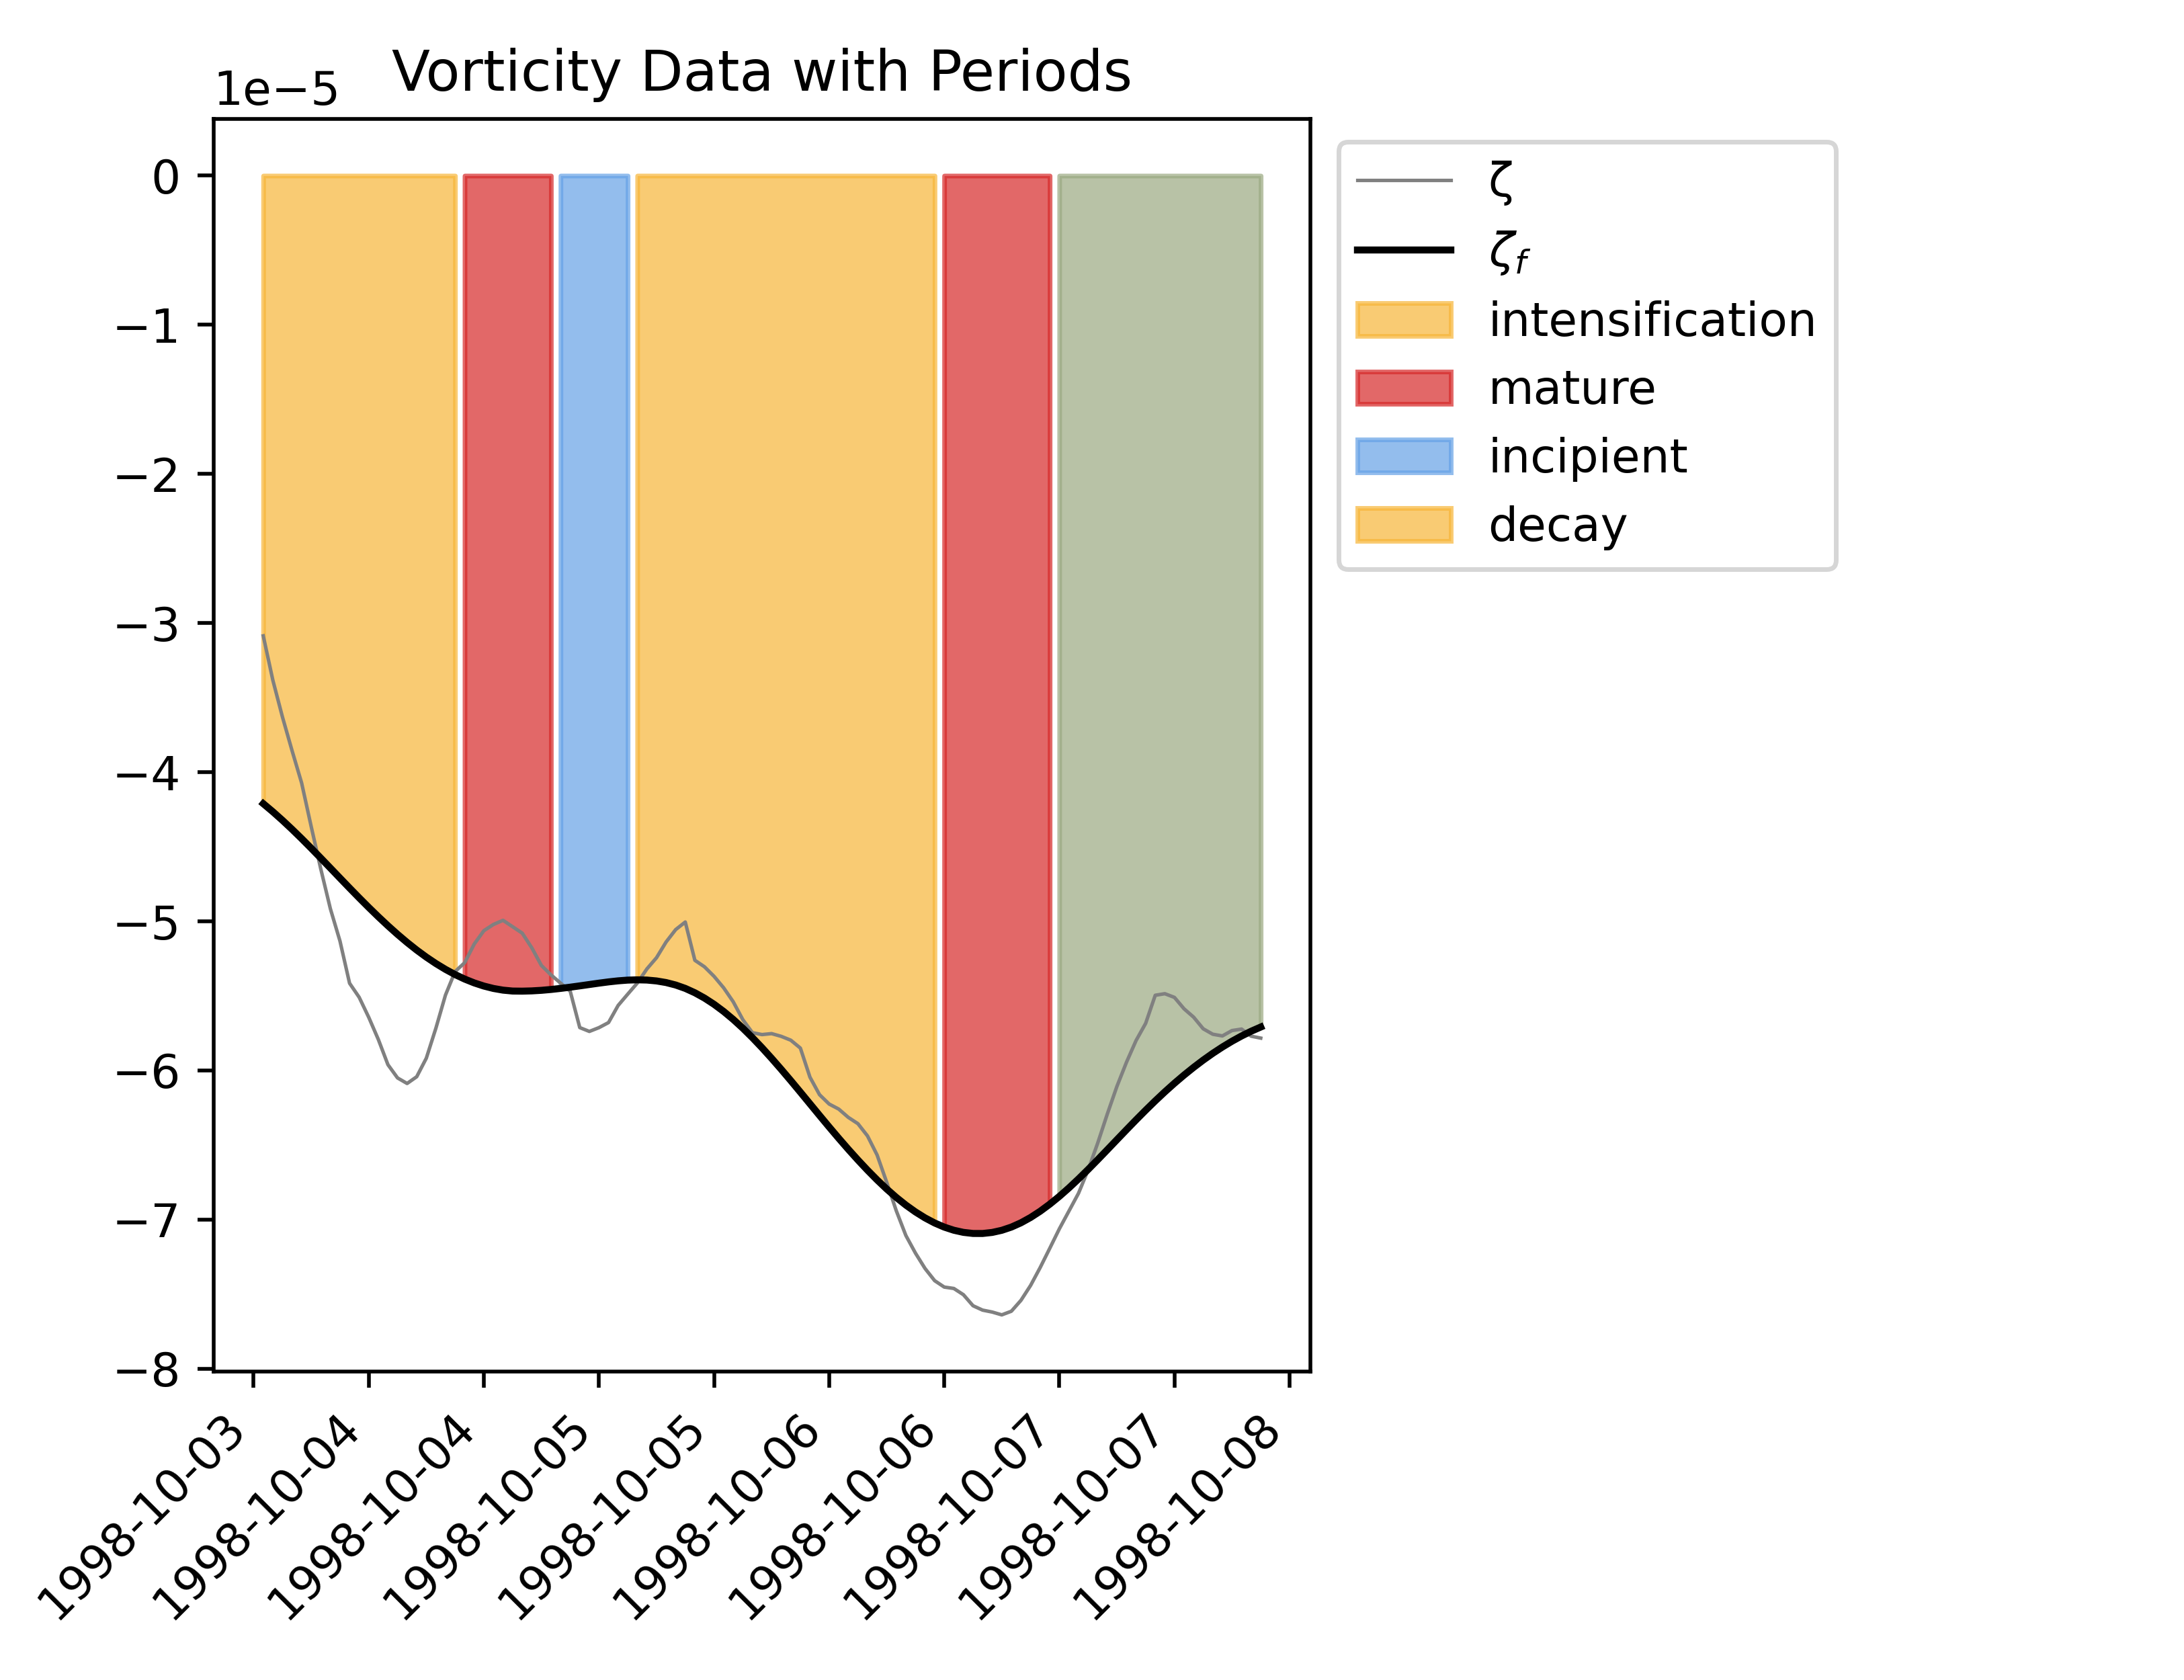 Vorticity Data with Periods
1e−5
0
−1
−2
−3
−4
−5
−6
−7
−8
1998-10-03
1998-10-04
1998-10-04
1998-10-05
1998-10-05
1998-10-06
1998-10-06
1998-10-07
1998-10-07
1998-10-08
ζ
ζf
intensification
mature
incipient
decay